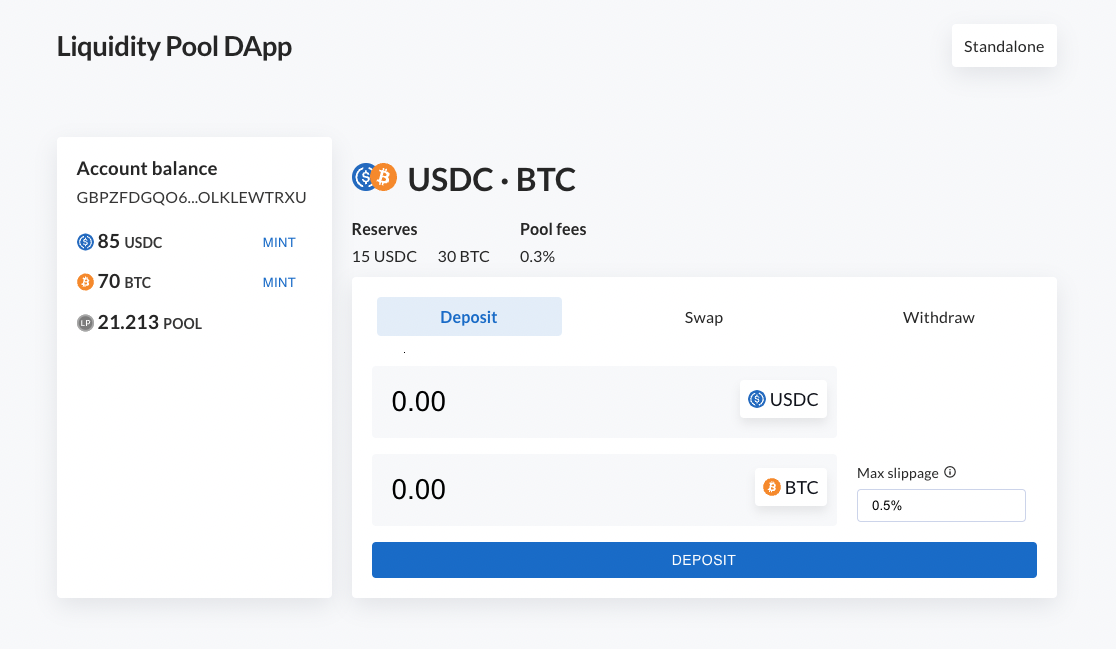 Liquidity Pool DApp
Standalone
Account balance
GBPZFDGQO6...OLKLEWTRXU
85 USDC MINT
70 BTC MINT
LP 21.213 POOL
USDC · BTC
Reserves Pool fees
15 USDC 30 BTC 0.3%
Deposit Swap Withdraw
0.00 USDC
0.00 BTC
Max slippage
0.5%
DEPOSIT